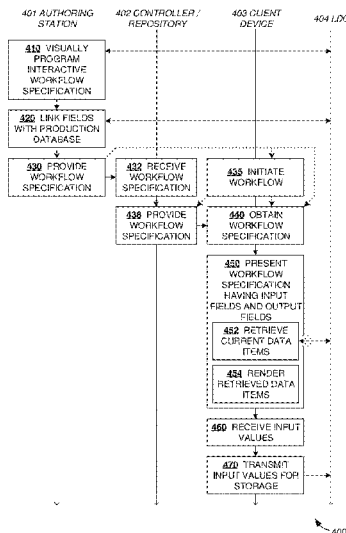 401 AUTHORING
STATION
402 CONTROLLER /
REPOSITORY
403 CLIENT
DEVICE
404
410 VISUALLY
PROGRAM
INTERACTIVE
WORKFLOW
SPECIFICATION
425 LINK FIELDS
WITH PRODUCTION
DATABASE
430 PROVIDE
WORKFLOW
SPECIFICATION
432 RECEIVE
WORKFLOW
SPECIFICATION
435 INITIATE
WORKFLOW
436 PROVIDE
WORKFLOW
SPECIFICATION
440 OBTAIN
WORKFLOW
SPECIFICATION
450 PRESENT
WORKFLOW
SPECIFICATION
HAVING INPUT
FIELDS AND OUTPUT
FIELDS
452 RETRIEVE
CURRENT DATA
ITEMS
454 RENDER
RETRIEVED DATA
ITEMS
460 RECEIVE INPUT
VALUES
470 TRANSMIT
INPUT VALUES FOR
STORAGE
400